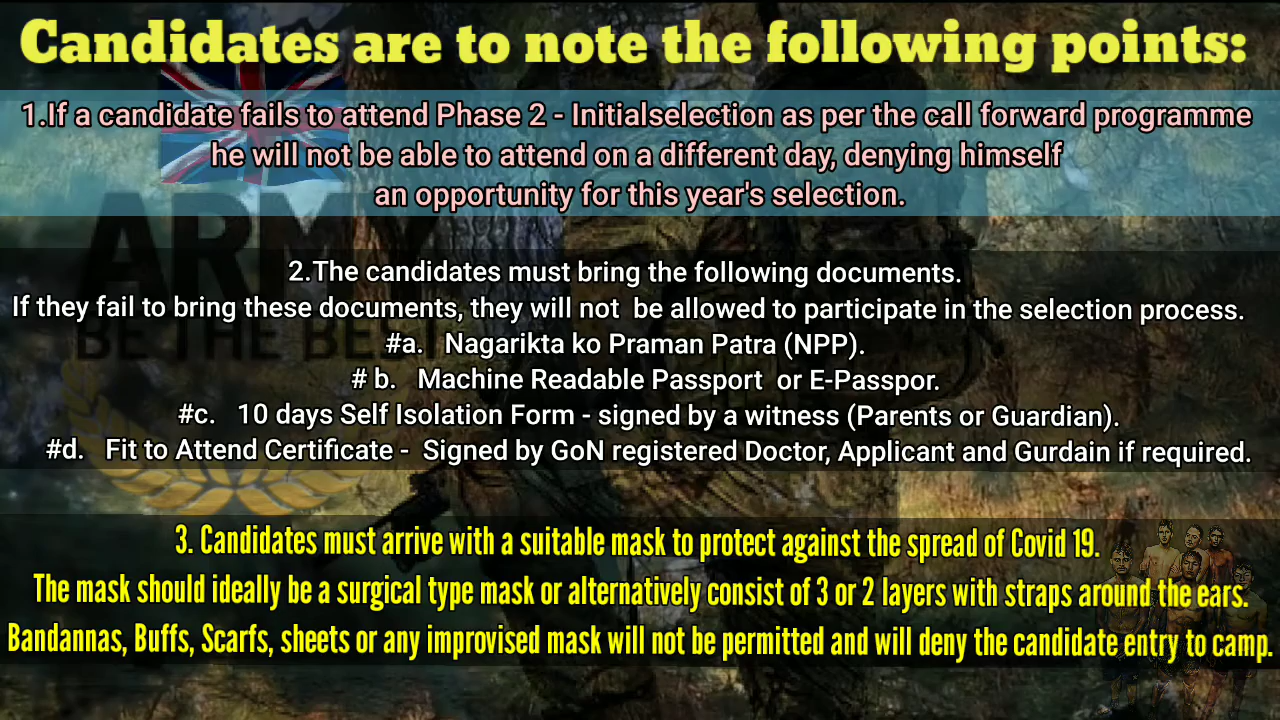 Candidates are to note the following points:
1.If a candidate fails to attend Phase 2 - Initialselection as per the call forward programme
he will not be able to attend on a different day, denying himself
an opportunity for this year's selection.
ARMY
BE THE BEST
2.The candidates must bring the following documents.
If they fail to bring these documents, they will not be allowed to participate in the selection process.
#a. Nagarikta ko Praman Patra (NPP).
# b. Machine Readable Passport or E-Passpor.
#c. 10 days Self Isolation Form - signed by a witness (Parents or Guardian).
#d. Fit to Attend Certificate - Signed by GoN registered Doctor, Applicant and Gurdain if required.
3. Candidates must arrive with a suitable mask to protect against the spread of Covid 19.
The mask should ideally be a surgical type mask or alternatively consist of 3 or 2 layers with straps around the ears.
Bandannas, Buffs, Scarfs, sheets or any improvised mask will not be permitted and will deny the candidate entry to camp.